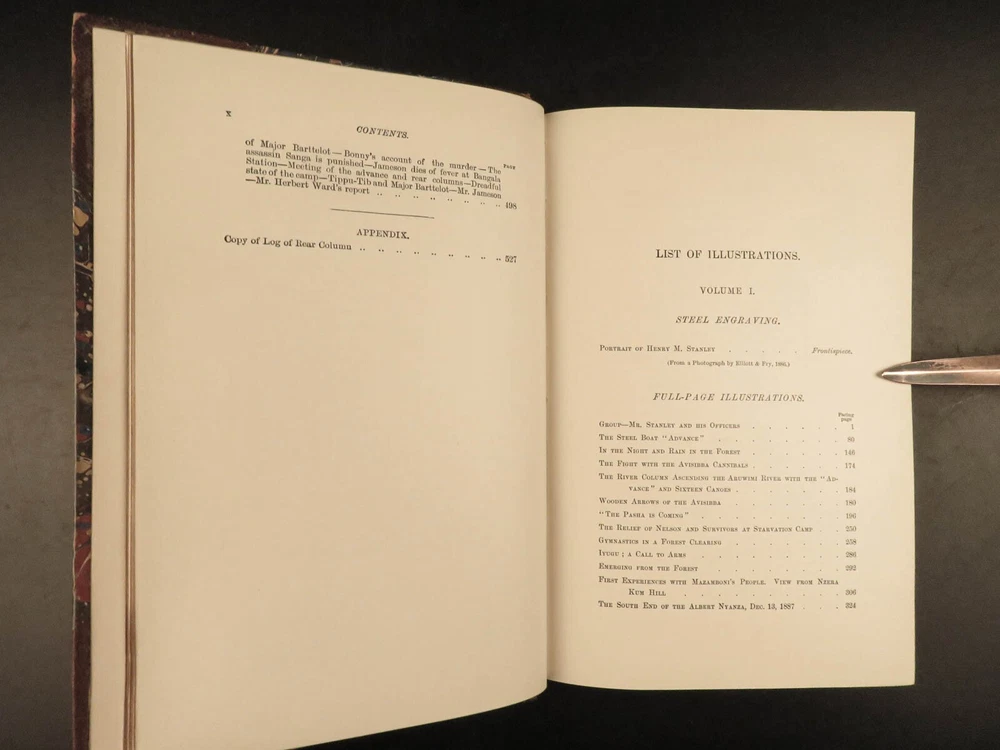 x
CONTENTS.
PAGE
of Major Barttelot—Bonny's account of the murder—The
assassin Sanga is punished—Jameson dies of fever at Bangala
Station—Meeting of the advance and rear columns—Dreadful
state of the camp—Tippu-Tib and Major Barttelot—Mr. Jameson
—Mr. Herbert Ward's report .. .. .. .. .. .. .. .. 498
APPENDIX.
Copy of Log of Rear Column .. .. .. .. .. .. .. .. 527
LIST OF ILLUSTRATIONS.
VOLUME I.
STEEL ENGRAVING.
Portrait of Henry M. Stanley . . . . . Frontispiece.
(From a Photograph by Elliott & Fry, 1886.)
FULL-PAGE ILLUSTRATIONS.
Facing
page
Group—Mr. Stanley and his Officers . . . . . . 1
The Steel Boat "Advance" . . . . . . . 80
In the Night and Rain in the Forest . . . . . . 146
The Fight with the Avisibba Cannibals . . . . . . 174
The River Column Ascending the Aruwimi River with the "Ad-
vance" and Sixteen Canoes . . . . . . . 184
Wooden Arrows of the Avisibba . . . . . . . 180
"The Pasha is Coming" . . . . . . . . 196
The Relief of Nelson and Survivors at Starvation Camp . . 250
Gymnastics in a Forest Clearing . . . . . . 258
Iyugu; a Call to Arms . . . . . . . . 286
Emerging from the Forest . . . . . . . 292
First Experiences with Mazamboni's People. View from Nzera
Kum Hill . . . . . . . . . 306
The South End of the Albert Nyanza, Dec. 13, 1887 . . . 324